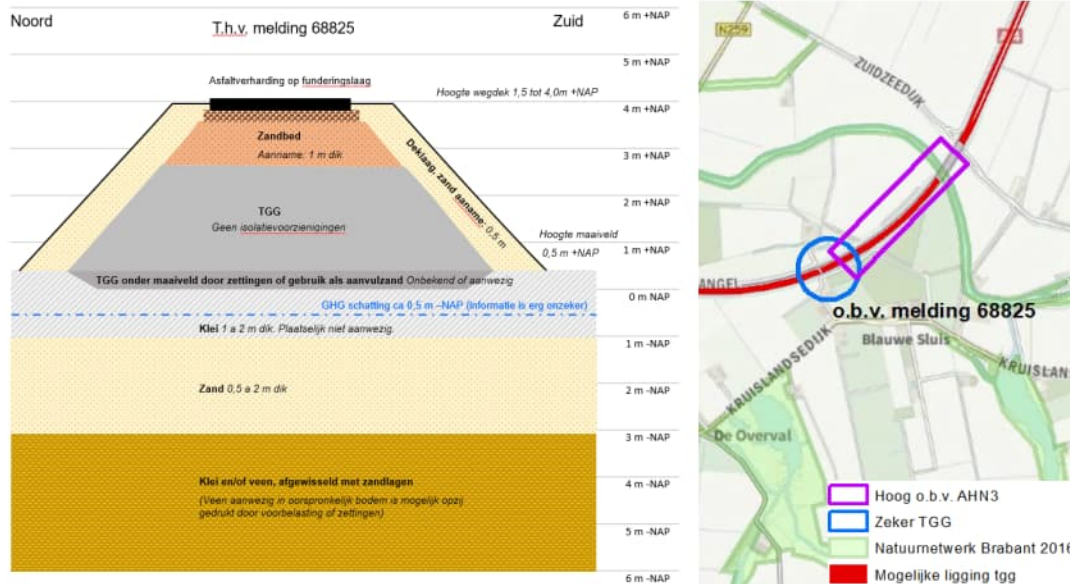 Noord
T.h.v. melding 68825
Zuid
Asfaltverharding op funderingslaag
Hoogte wegdek 1,5 tot 4,0m +NAP
Zandbed
Aanname: 1 m dik
Deklaag, zand aaname: 0,5 m
TGG
Geen isolatievoorzienigingen
Hoogte maaiveld
0,5 m +NAP
TGG onder maaiveld door zettingen of gebruik als aanvulzand Onbekend of aanwezig
GHG schatting ca 0,5 m –NAP (informatie is erg onzeker)
Klei 1 a 2 m dik. Plaatselijk niet aanwezig.
Zand 0,5 a 2 m dik
Klei en/of veen, afgewisseld met zandlagen
(Veen aanwezig in oorspronkelijk bodem is mogelijk opzij
gedrukt door voorbelasting of zettingen)
6 m +NAP
5 m +NAP
4 m +NAP
3 m +NAP
2 m +NAP
1 m +NAP
0 m NAP
1 m -NAP
2 m -NAP
3 m -NAP
4 m -NAP
5 m -NAP
6 m -NAP
N259
ZUIDZEEDIJK
ANGEL
o.b.v. melding 68825
Blauwe Sluis
KRUISLANDSEDIJK
KRUISLAN
De Overval
Hoog o.b.v. AHN3
Zeker TGG
Natuurnetwerk Brabant 2016
Mogelijke ligging tgg